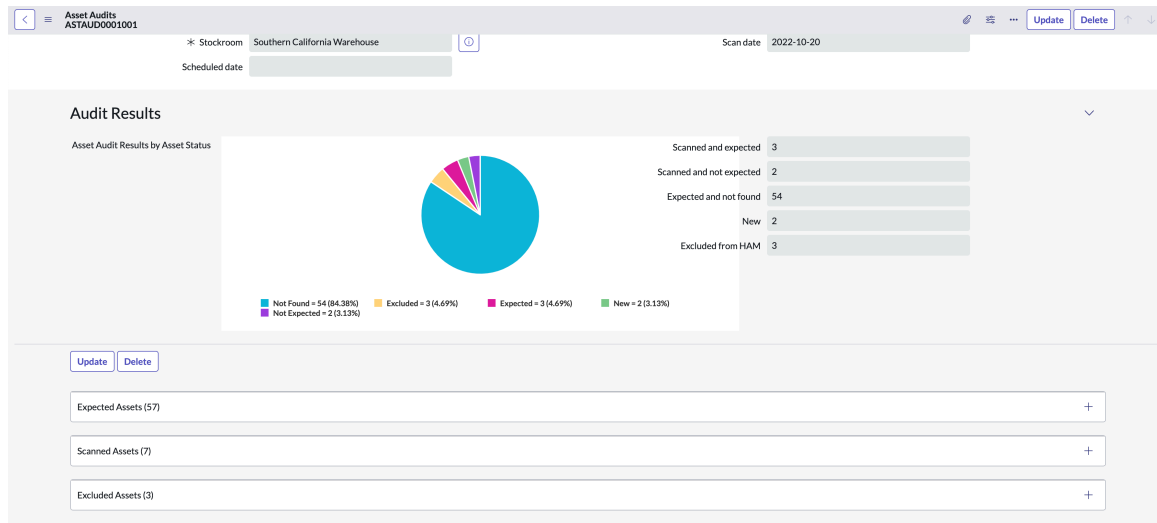 Asset Audits
ASTAUD0001001
Update Delete
* Stockroom Southern California Warehouse
Scan date 2022-10-20
Scheduled date
Audit Results
Asset Audit Results by Asset Status
Scanned and expected 3
Scanned and not expected 2
Expected and not found 54
New 2
Excluded from HAM 3
Not Found = 54 (84.38%) Excluded = 3 (4.69%) Expected = 3 (4.69%) New = 2 (3.13%)
Not Expected = 2 (3.13%)
Update Delete
Expected Assets (57)
Scanned Assets (7)
Excluded Assets (3)